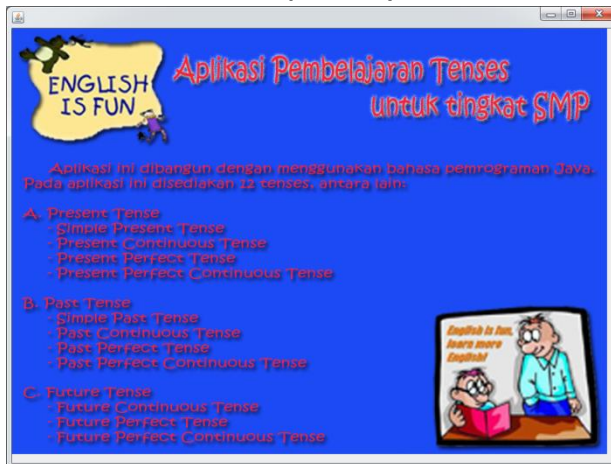 ENGLISH
IS FUN
Aplikasi Pembelajaran Tenses
untuk tingkat SMP
Aplikasi ini dibangun dengan menggunakan bahasa pemrograman Java.
Pada aplikasi ini disediakan 12 tenses, antara lain:
A. Present Tense
- Simple Present Tense
- Present Continuous Tense
- Present Perfect Tense
- Present Perfect Continuous Tense
B. Past Tense
- Simple Past Tense
- Past Continuous Tense
- Past Perfect Tense
- Past Perfect Continuous Tense
C. Future Tense
- Future Continuous Tense
- Future Perfect Tense
- Future Perfect Continuous Tense
English is fun,
learn more
English!